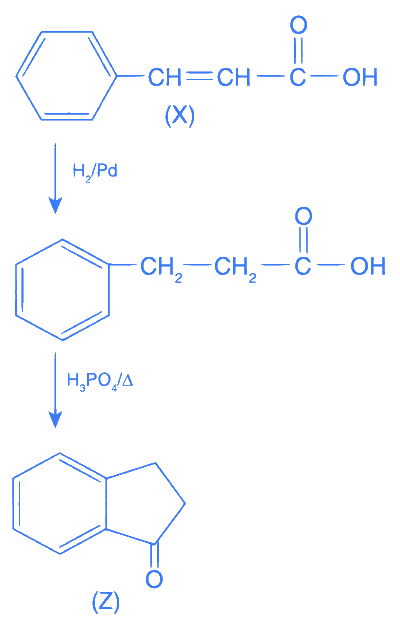 O
CH=CH—C—OH
(X)
H₂/Pd
O
CH₂—CH₂—C—OH
H₃PO₄/Δ
O
(Z)